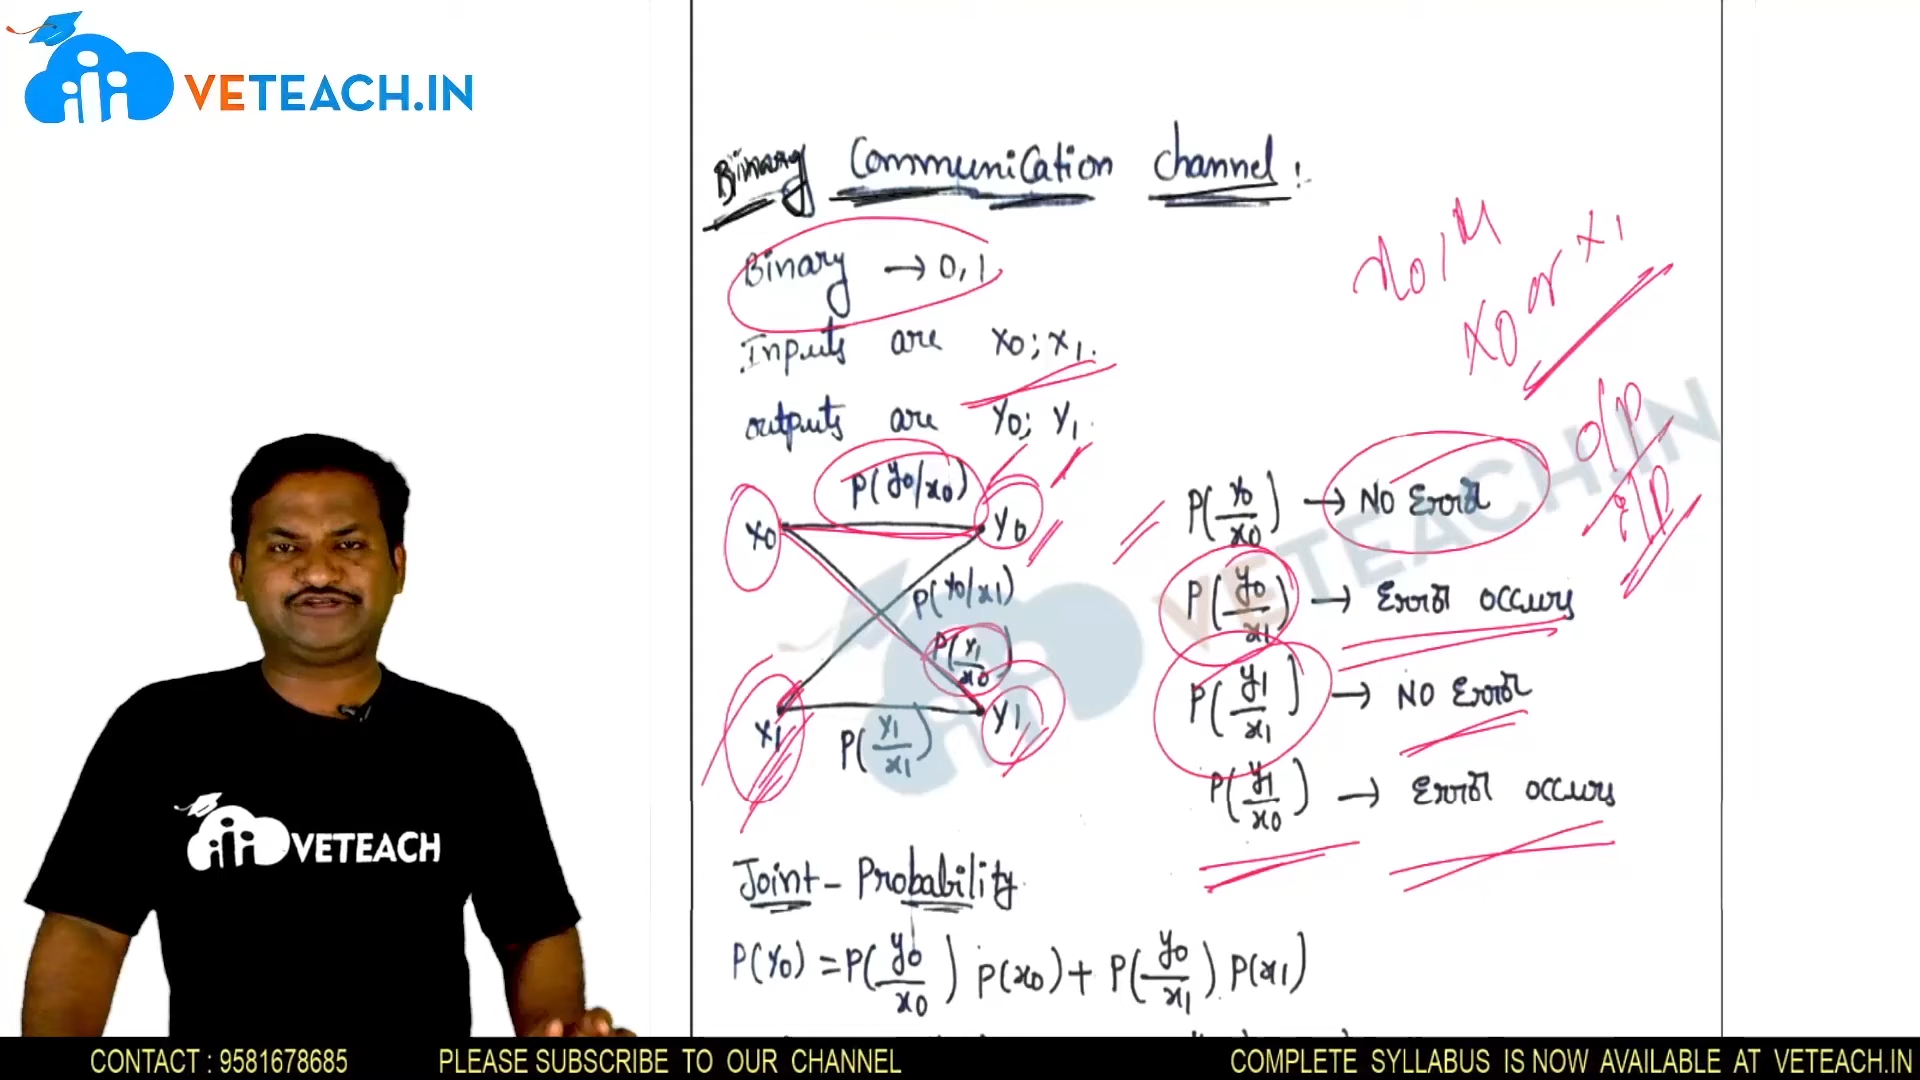 VETEACH.IN
Binary Communication Channel:
Binary → 0,1
Inputs are x0; x1.
outputs are Y0; Y1.
x0 P(y0/x0) Y0
P(Y0/x1)
P(Y1/x0)
x1 P(Y1/x1) Y1
P(Y0/x0) → NO Error
P(y0/x1) → Error occurs
P(y1/x1) → NO Error
P(y1/x0) → Error occurs
x0 or x1
O/P
i/P
Joint - Probability
P(Y0) = P(y0/x0) P(x0) + P(y0/x1) P(x1)
VETEACH.IN
VETEACH
CONTACT : 9581678685 PLEASE SUBSCRIBE TO OUR CHANNEL COMPLETE SYLLABUS IS NOW AVAILABLE AT VETEACH.IN